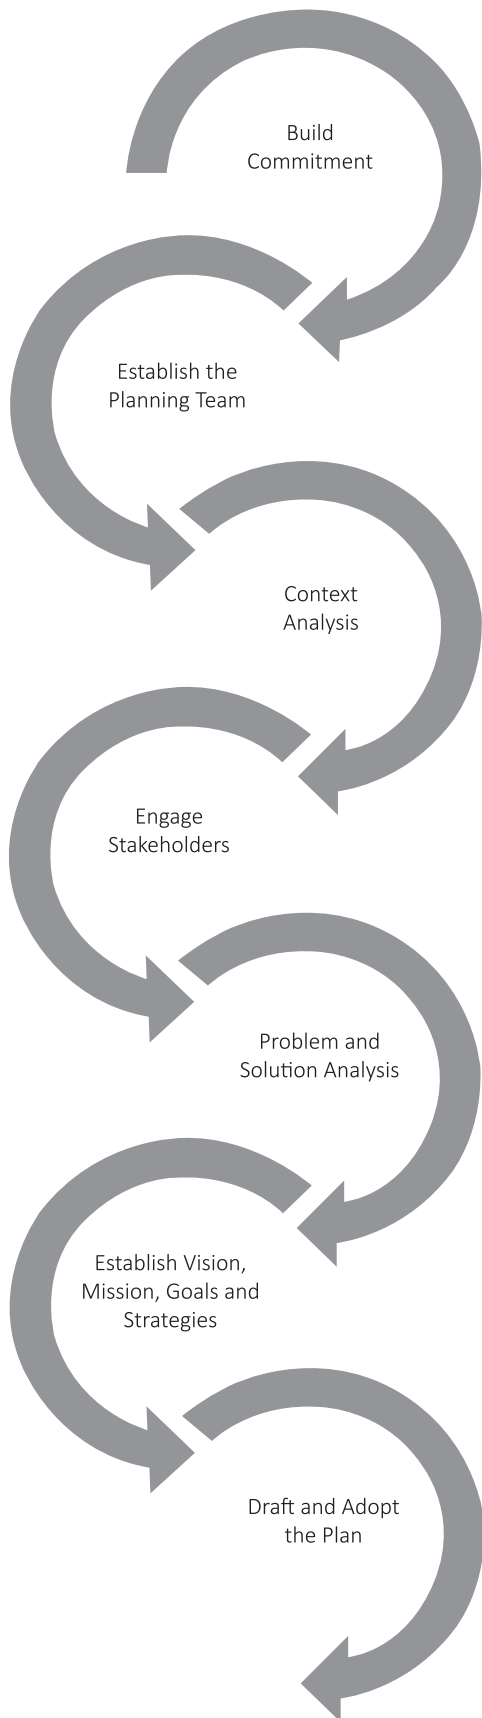 Build
Commitment
Establish the
Planning Team
Context
Analysis
Engage
Stakeholders
Problem and
Solution Analysis
Establish Vision,
Mission, Goals and
Strategies
Draft and Adopt
the Plan